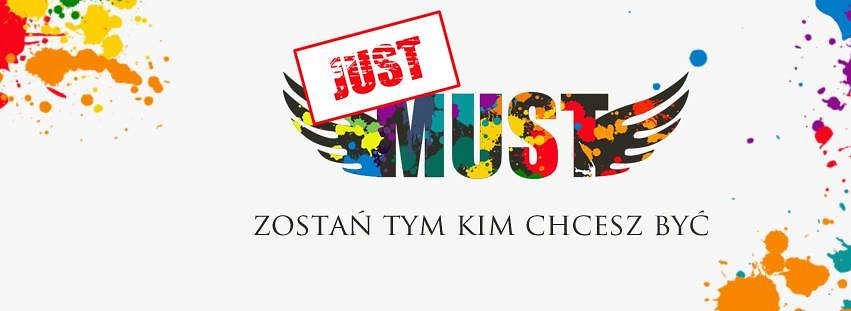 JUST
MUST
ZOSTAŃ TYM KIM CHCESZ BYĆ